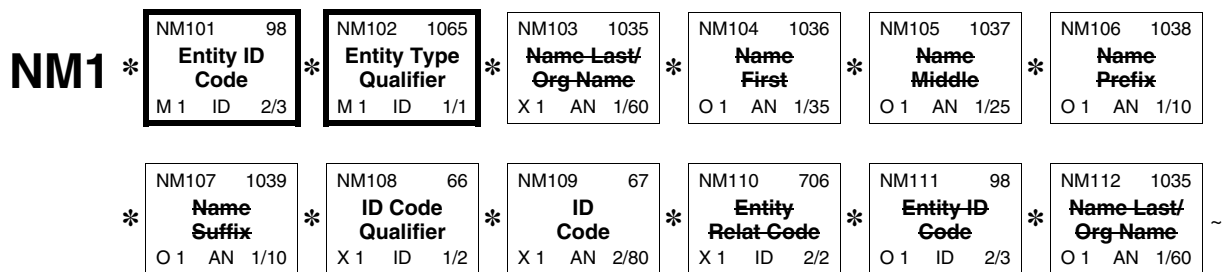 NM101 98 NM102 1065 NM103 1035 NM104 1036 NM105 1037 NM106 1038
NM1 * Entity ID Code * Entity Type Qualifier * Name Last/ Org Name * Name First * Name Middle * Name Prefix
M 1 ID 2/3 M 1 ID 1/1 X 1 AN 1/60 O 1 AN 1/35 O 1 AN 1/25 O 1 AN 1/10
NM107 1039 NM108 66 NM109 67 NM110 706 NM111 98 NM112 1035
* Name Suffix * ID Code Qualifier * ID Code * Entity Relat Code * Entity ID Code * Name Last/ Org Name ~
O 1 AN 1/10 X 1 ID 1/2 X 1 AN 2/80 X 1 ID 2/2 O 1 ID 2/3 O 1 AN 1/60